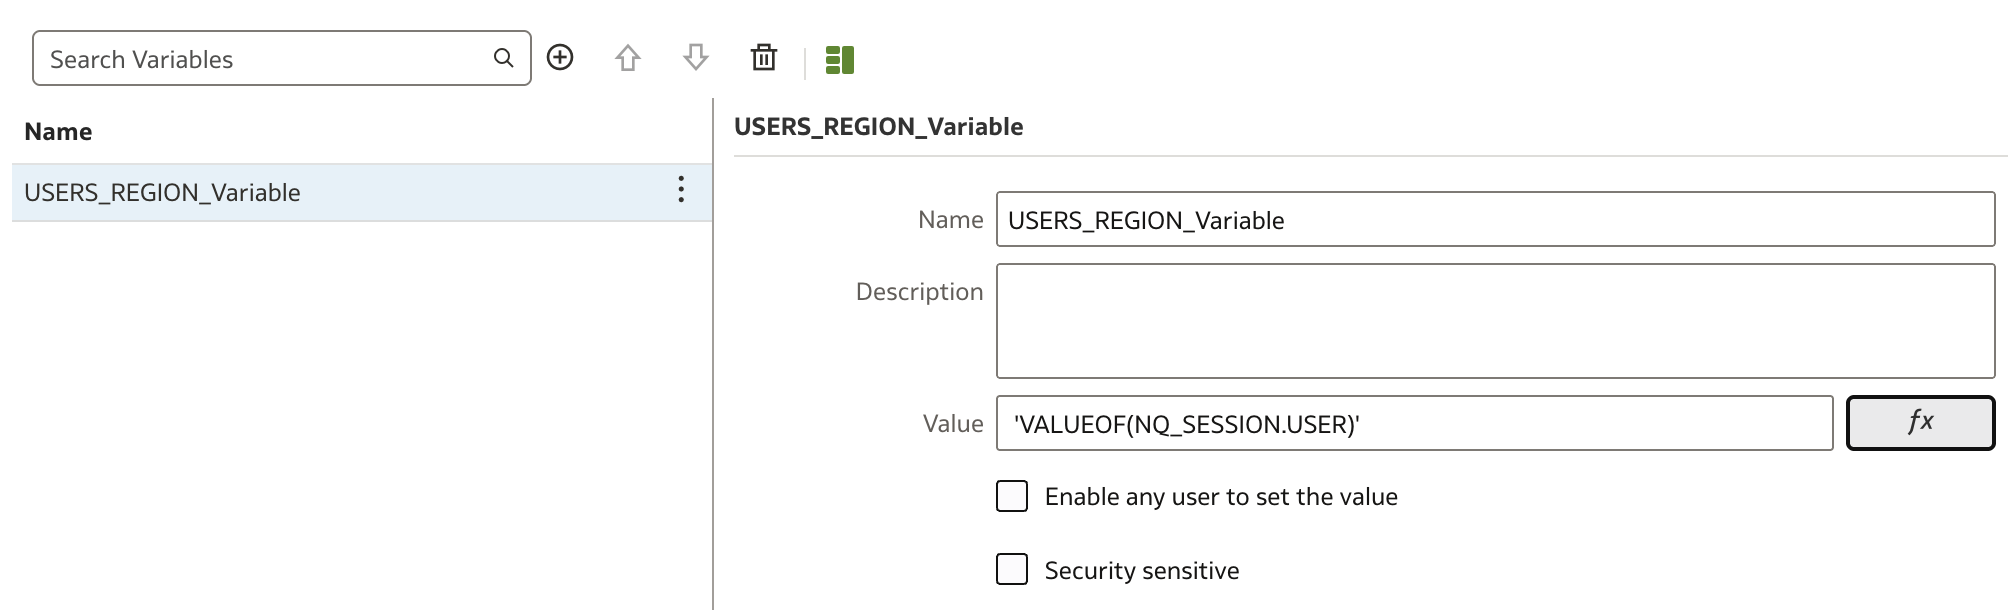 Search Variables
Name
USERS_REGION_Variable
USERS_REGION_Variable
Name
USERS_REGION_Variable
Description
Value
'VALUEOF(NQ_SESSION.USER)'
fx
Enable any user to set the value
Security sensitive